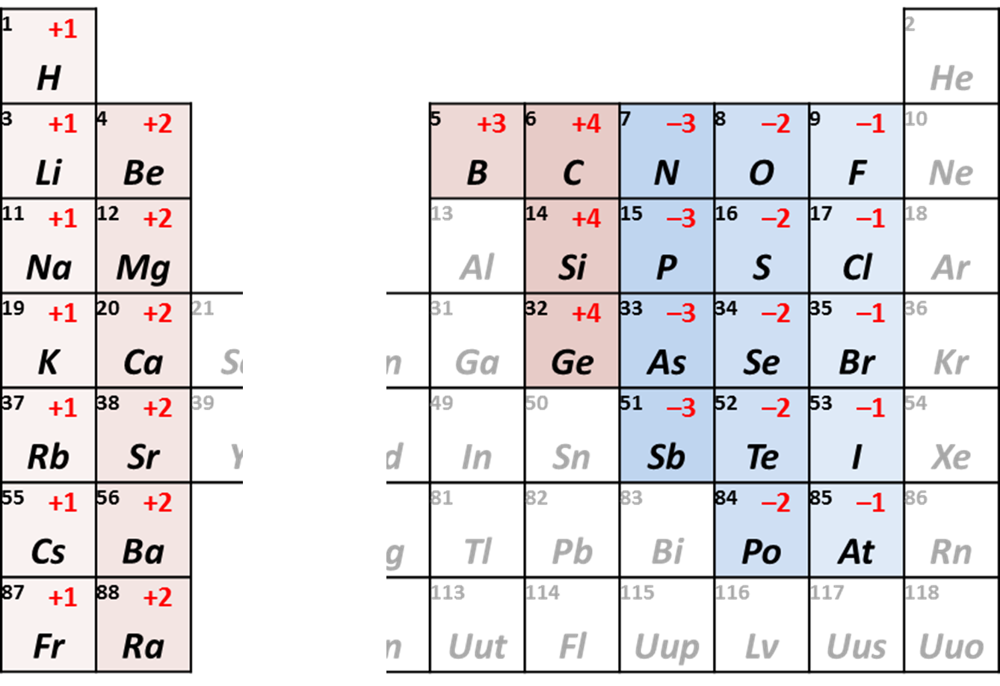 1 +1 2
H He
3 +1 4 +2 5 +3 6 +4 7 –3 8 –2 9 –1 10
Li Be B C N O F Ne
11 +1 12 +2 13 14 +4 15 –3 16 –2 17 –1 18
Na Mg Al Si P S Cl Ar
19 +1 20 +2 21 31 32 +4 33 –3 34 –2 35 –1 36
K Ca S n Ga Ge As Se Br Kr
37 +1 38 +2 39 49 50 51 –3 52 –2 53 –1 54
Rb Sr Y d In Sn Sb Te I Xe
55 +1 56 +2 81 82 83 84 –2 85 –1 86
Cs Ba g Tl Pb Bi Po At Rn
87 +1 88 +2 113 114 115 116 117 118
Fr Ra n Uut Fl Uup Lv Uus Uuo